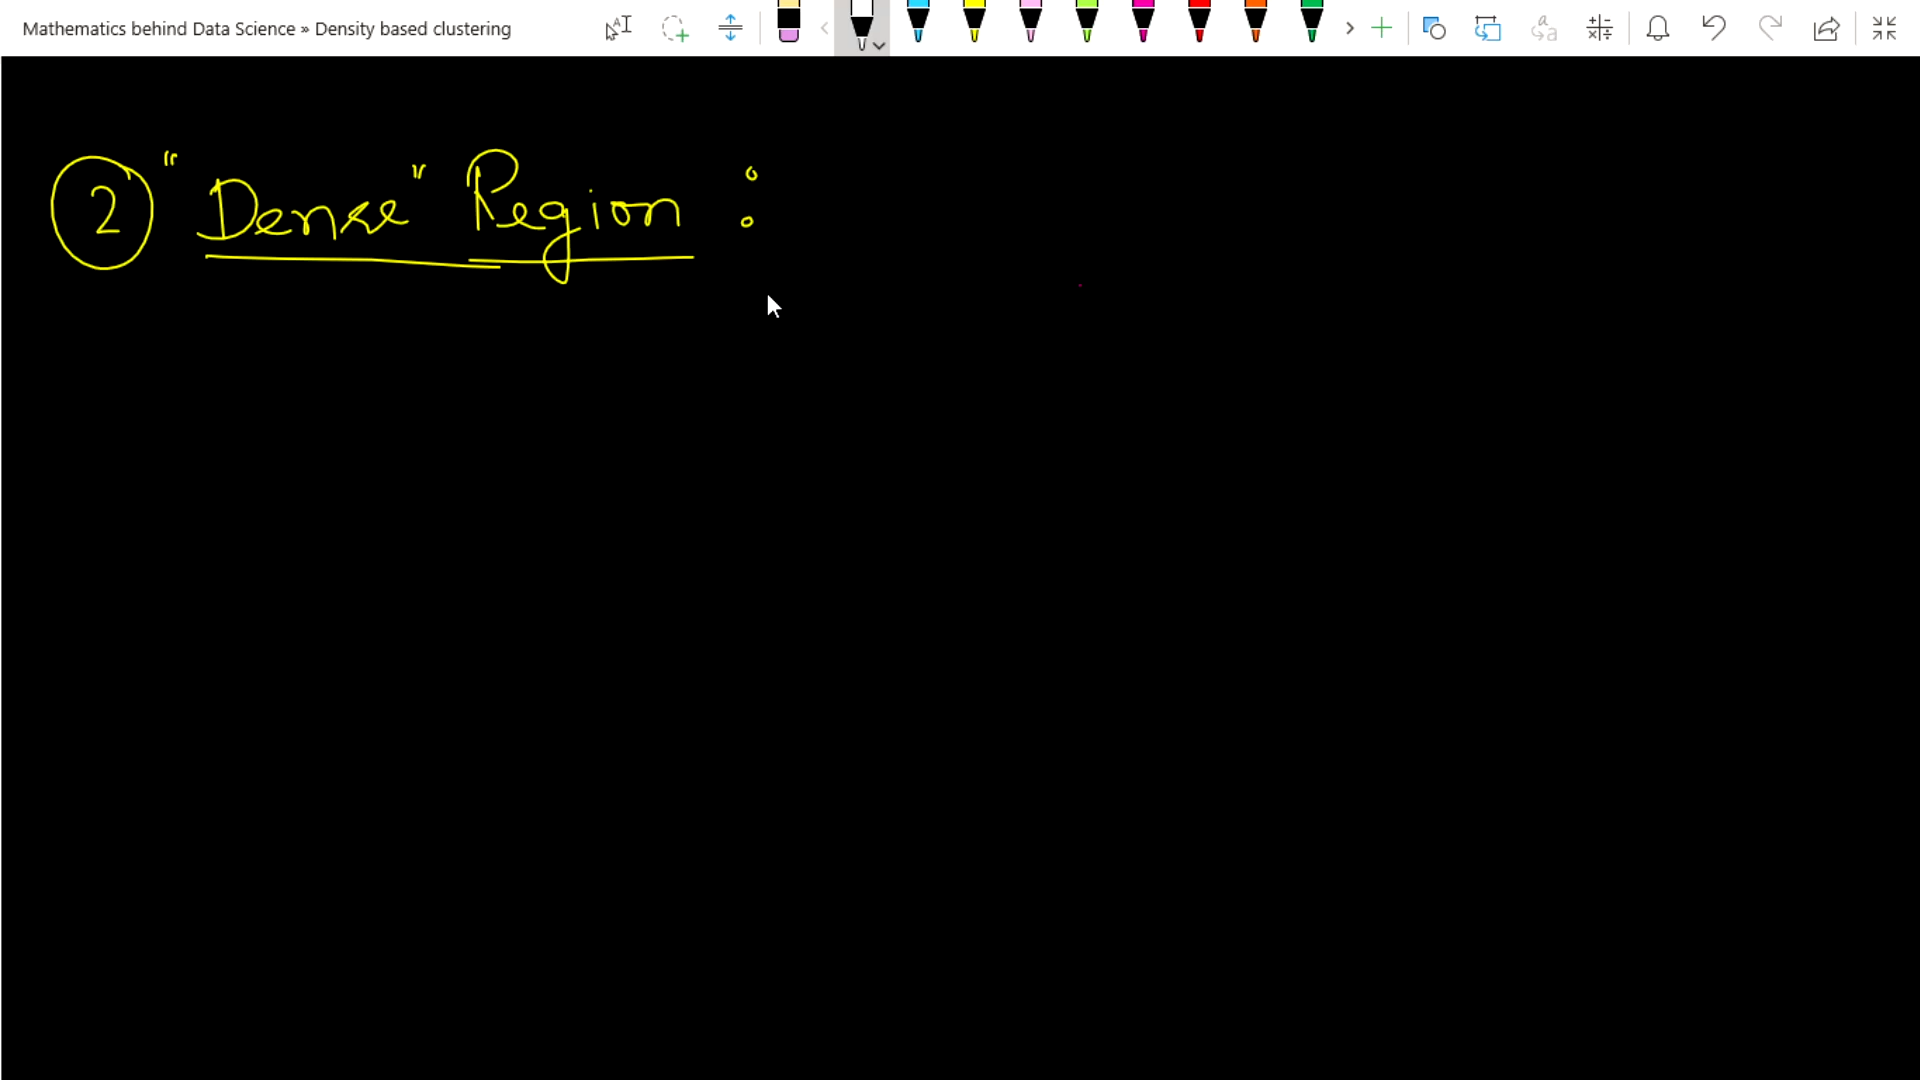 Mathematics behind Data Science » Density based clustering
② "Dense" Region :